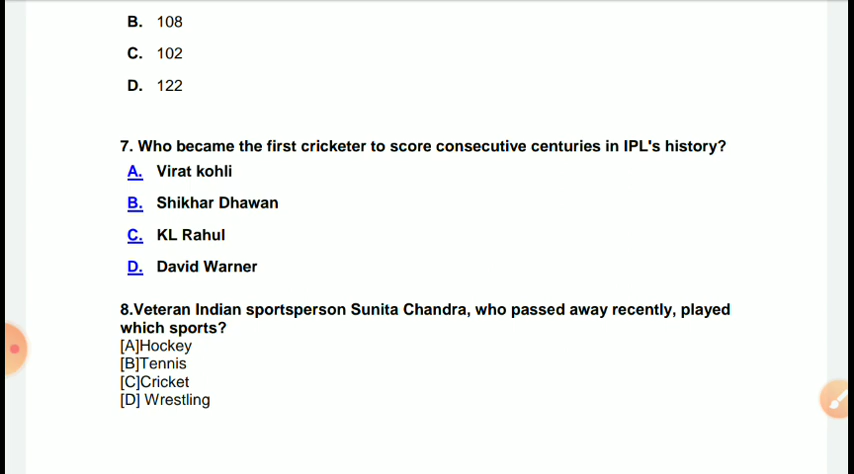 B. 108
C. 102
D. 122
7. Who became the first cricketer to score consecutive centuries in IPL's history?
A. Virat kohli
B. Shikhar Dhawan
C. KL Rahul
D. David Warner
8.Veteran Indian sportsperson Sunita Chandra, who passed away recently, played
which sports?
[A]Hockey
[B]Tennis
[C]Cricket
[D] Wrestling